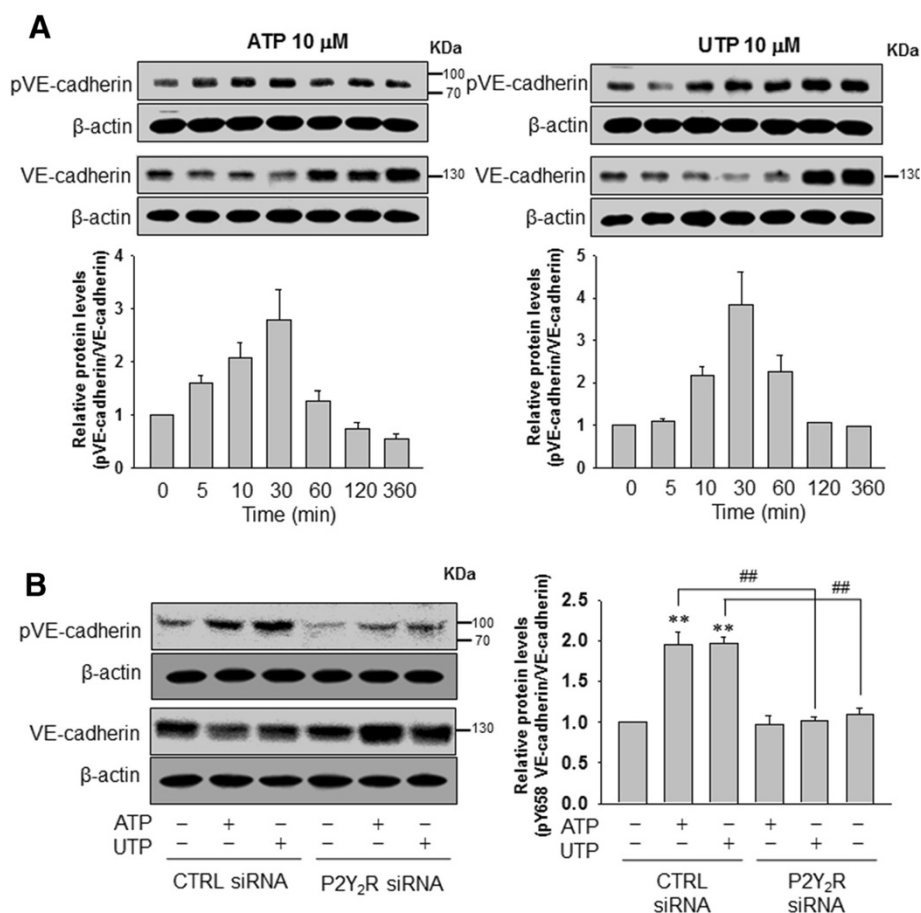 A
ATP 10 μM
KDa
pVE-cadherin
100
70
β-actin
VE-cadherin
130
β-actin
Relative protein levels
(pVE-cadherin/VE-cadherin)
4
3
2
1
0
0 5 10 30 60 120 360
Time (min)
UTP 10 μM
KDa
pVE-cadherin
100
70
β-actin
VE-cadherin
130
β-actin
Relative protein levels
(pVE-cadherin/VE-cadherin)
5
4
3
2
1
0
0 5 10 30 60 120 360
Time (min)
B
KDa
pVE-cadherin
100
70
β-actin
VE-cadherin
130
β-actin
ATP − + − − + −
UTP − − + − − +
CTRL siRNA P2Y₂R siRNA
Relative protein levels
(pY658 VE-cadherin/VE-cadherin)
2.5
2.0
1.5
1.0
0.5
0.0
## ##
** **
ATP − + − + − −
UTP − − + − + −
CTRL siRNA
P2Y₂R siRNA